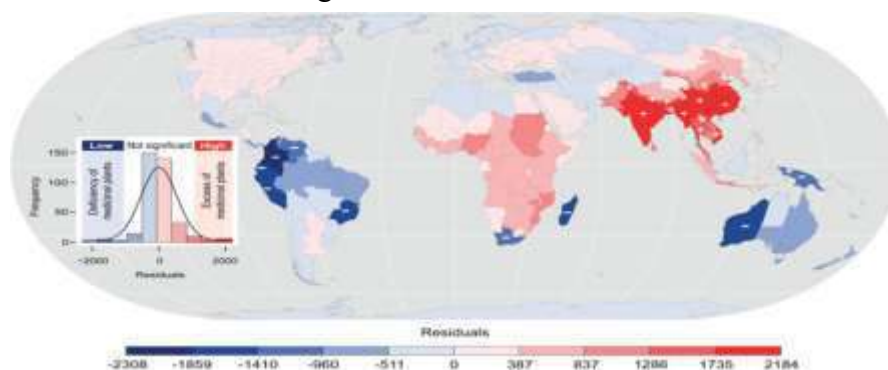 Low Not significant High
Deficiency of
medicinal plants
Excess of
medicinal plants
Frequency
150
100
50
0
-2000 0 2000
Residuals
Residuals
-2308 -1859 -1410 -960 -511 0 387 837 1286 1735 2184